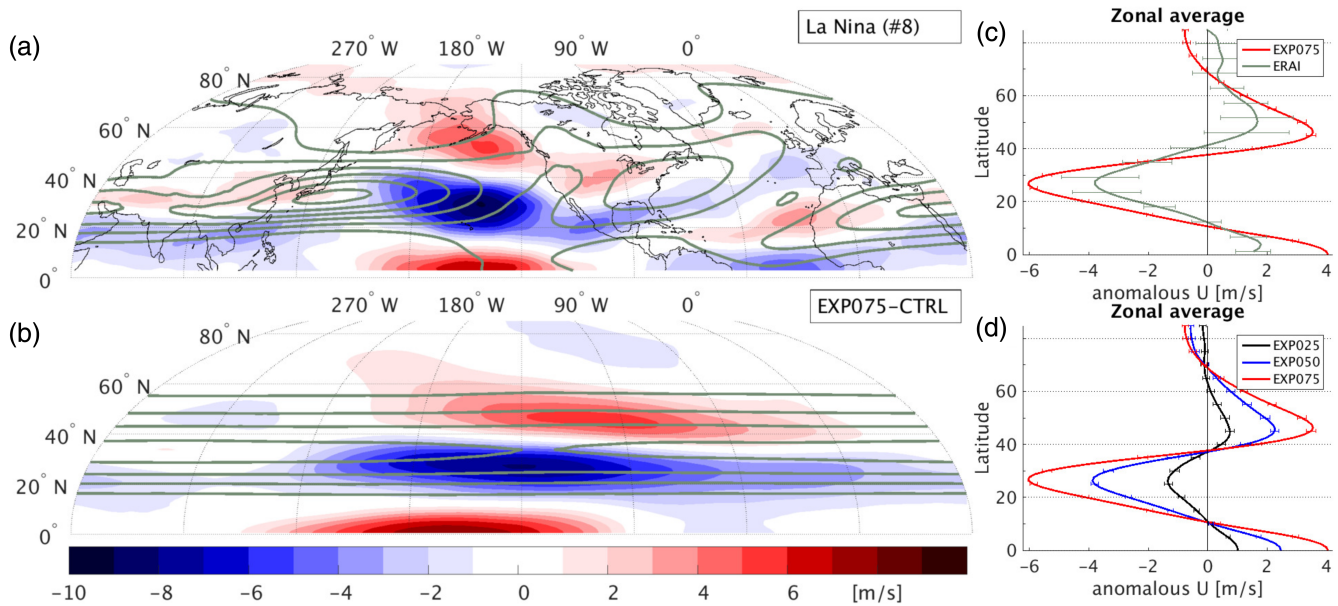 (a)
La Nina (#8)
270° W 180° W 90° W 0°
80° N
60° N
40° N
20° N
0°
(b)
EXP075-CTRL
270° W 180° W 90° W 0°
80° N
60° N
40° N
20° N
0°
-10 -8 -6 -4 -2 0 2 4 6 [m/s]
(c)
Zonal average
EXP075
ERAI
Latitude
60
40
20
0
-6 -4 -2 0 2 4
anomalous U [m/s]
(d)
Zonal average
EXP025
EXP050
EXP075
Latitude
60
40
20
0
-6 -4 -2 0 2 4
anomalous U [m/s]